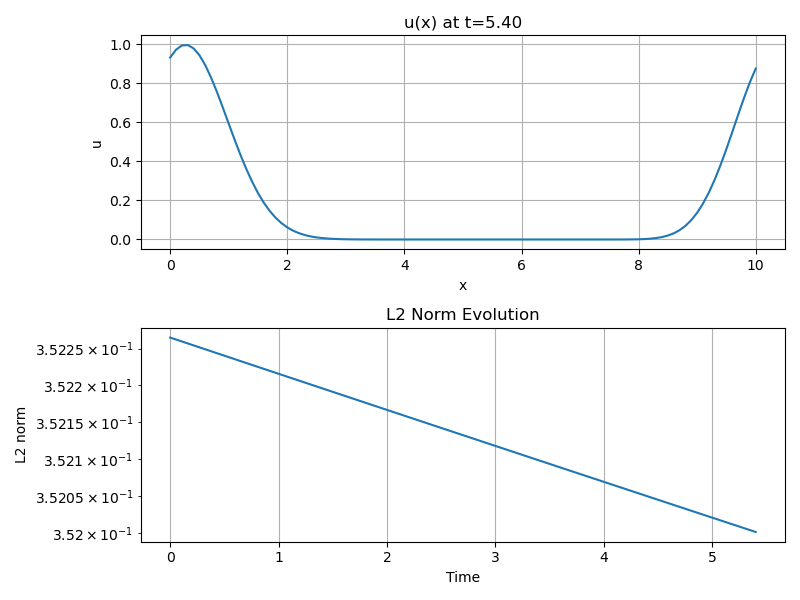 u(x) at t=5.40
1.0
0.8
0.6
0.4
0.2
0.0
u
0 2 4 6 8 10
x
L2 Norm Evolution
3.5225 × 10⁻¹
3.522 × 10⁻¹
3.5215 × 10⁻¹
3.521 × 10⁻¹
3.5205 × 10⁻¹
3.52 × 10⁻¹
L2 norm
0 1 2 3 4 5
Time